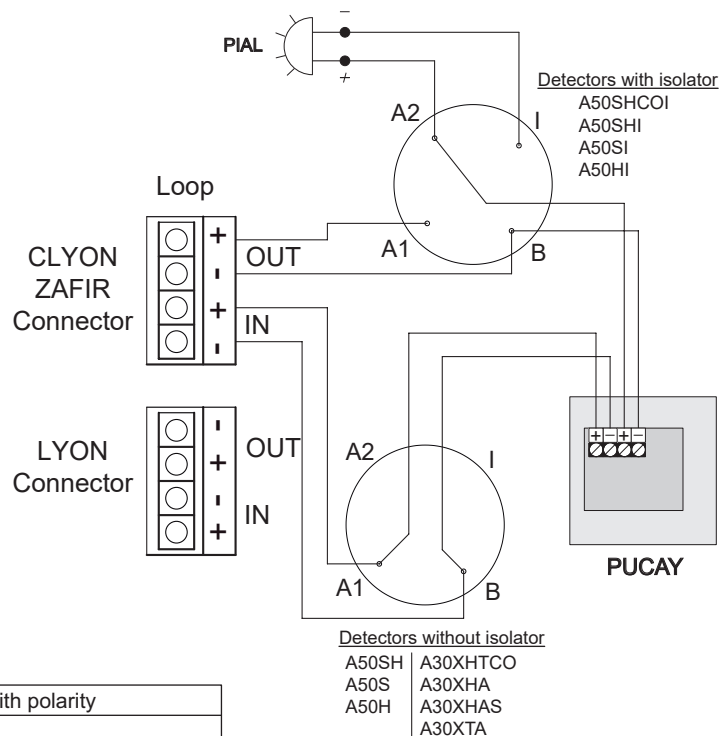 PIAL
−
+
Detectors with isolator
A50SHCOI
A50SHI
A50SI
A50HI
A2
I
A1
B
Loop
CLYON
ZAFIR
Connector
+
-
+
-
OUT
IN
LYON
Connector
-
+
-
+
OUT
IN
A2
I
A1
B
+ − + −
PUCAY
Detectors without isolator
A50SH A30XHTCO
A50S A30XHA
A50H A30XHAS
A30XTA
ith polarity